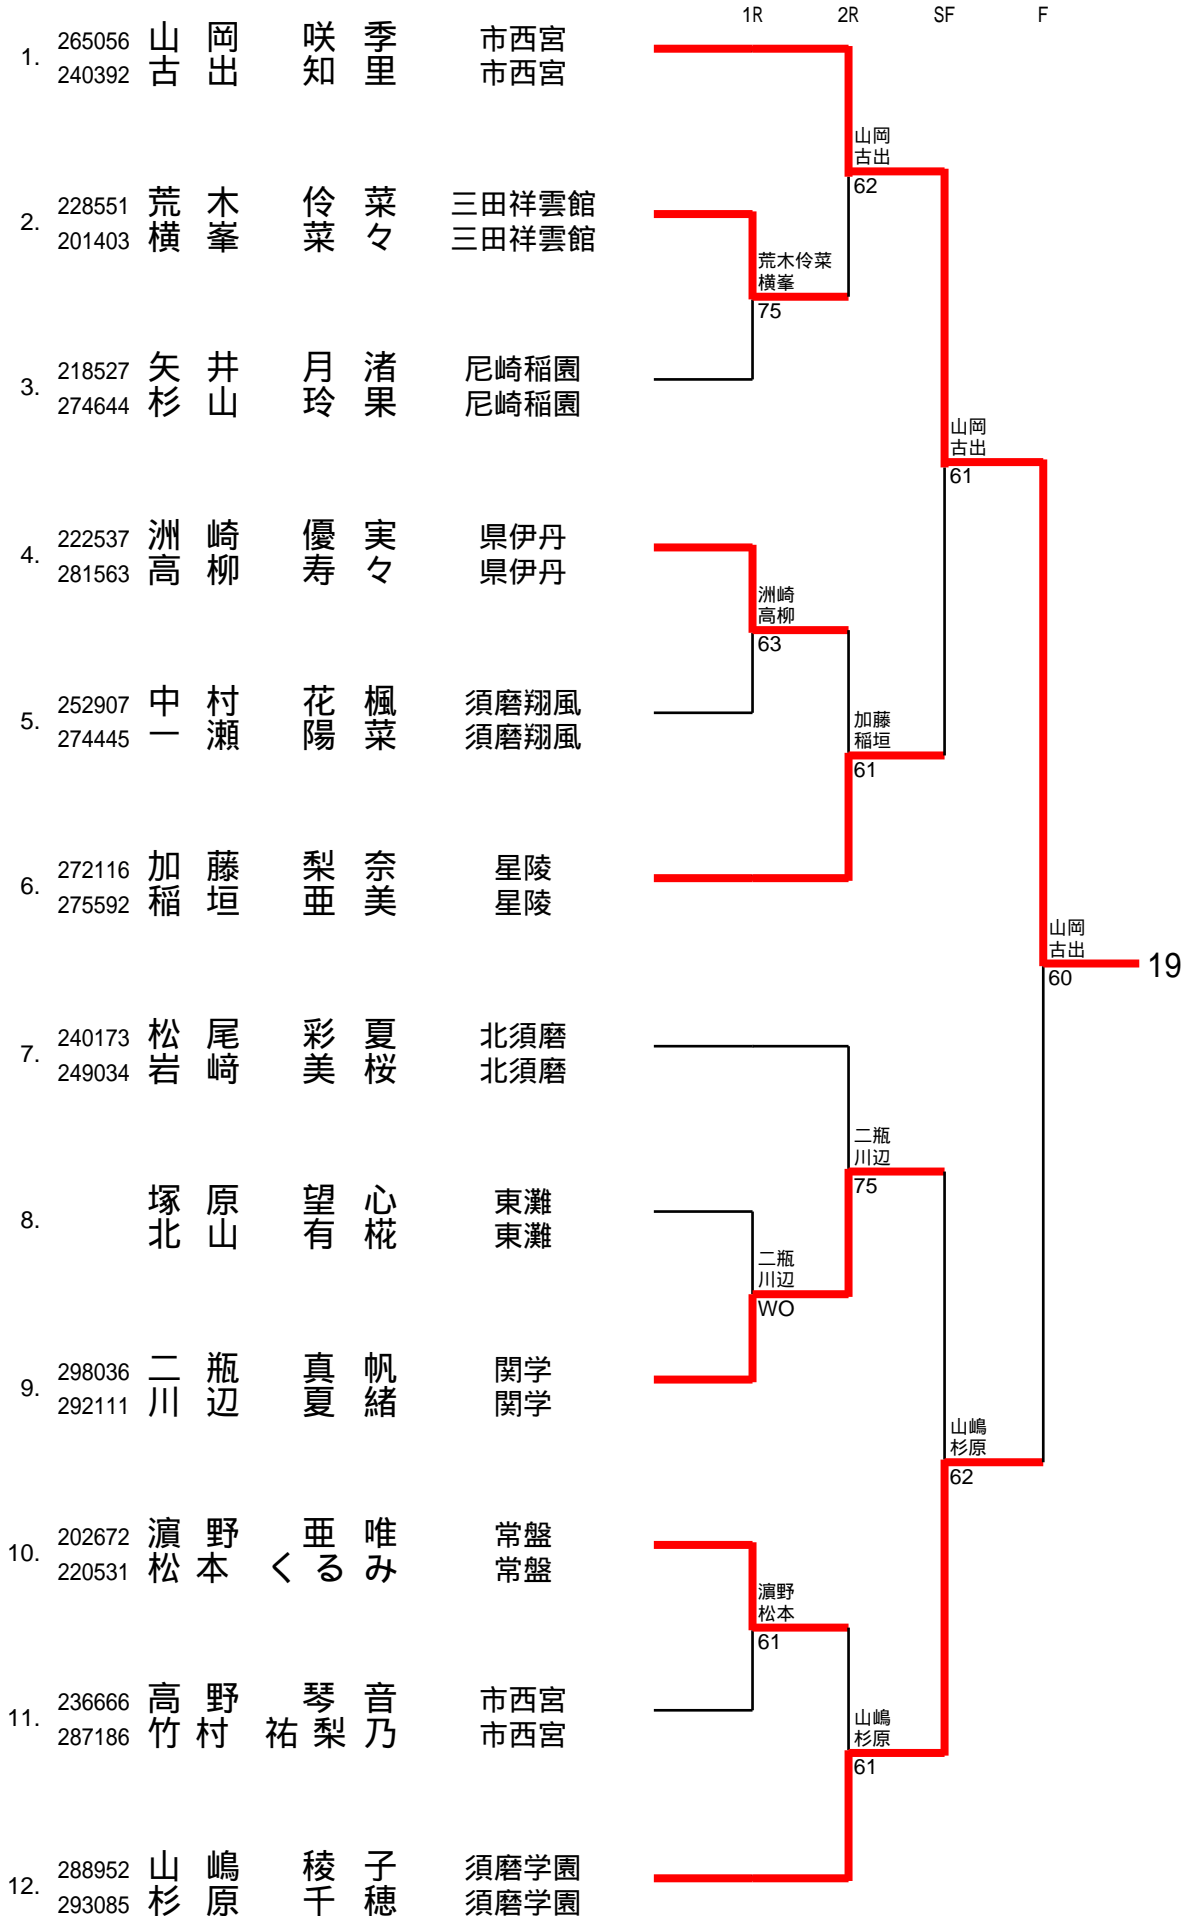 1R 2R SF F
1. 265056 山岡 咲季 市西宮
240392 古出 知里 市西宮
山岡
古出
62
2. 228551 荒木 伶菜 三田祥雲館
201403 横峯 菜々 三田祥雲館
荒木伶菜
横峯
75
3. 218527 矢井 月渚 尼崎稲園
274644 杉山 玲果 尼崎稲園
山岡
古出
61
4. 222537 洲崎 優実 県伊丹
281563 高柳 寿々 県伊丹
洲崎
高柳
63
5. 252907 中村 花楓 須磨翔風
274445 一瀬 陽菜 須磨翔風
加藤
稲垣
61
6. 272116 加藤 梨奈 星陵
275592 稲垣 亜美 星陵
山岡
古出
60
19
7. 240173 松尾 彩夏 北須磨
249034 岩﨑 美桜 北須磨
二瓶
川辺
75
8. 塚原 望心 東灘
北山 有椛 東灘
二瓶
川辺
WO
9. 298036 二瓶 真帆 関学
292111 川辺 夏緒 関学
山嶋
杉原
62
10. 202672 濵野 亜唯 常盤
220531 松本 くるみ 常盤
濵野
松本
61
11. 236666 高野 琴音 市西宮
287186 竹村 祐梨乃 市西宮
山嶋
杉原
61
12. 288952 山嶋 稜子 須磨学園
293085 杉原 千穂 須磨学園